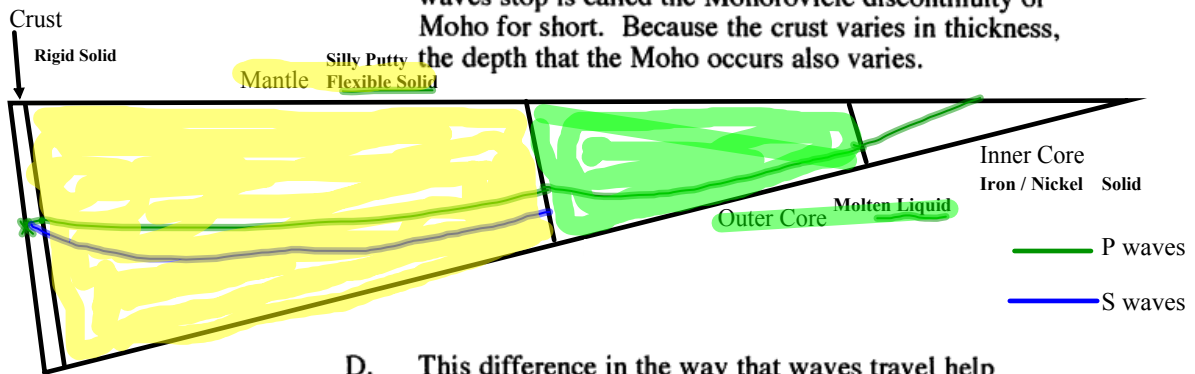 waves stop is called the Mohorovicic discontinuity or
Crust
Moho for short. Because the crust varies in thickness,
Rigid Solid
Silly Putty
the depth that the Moho occurs also varies.
Mantle
Flexible Solid
Inner Core
Iron / Nickel Solid
Molten Liquid
Outer Core
P waves
S waves
D. This difference in the way that waves travel help